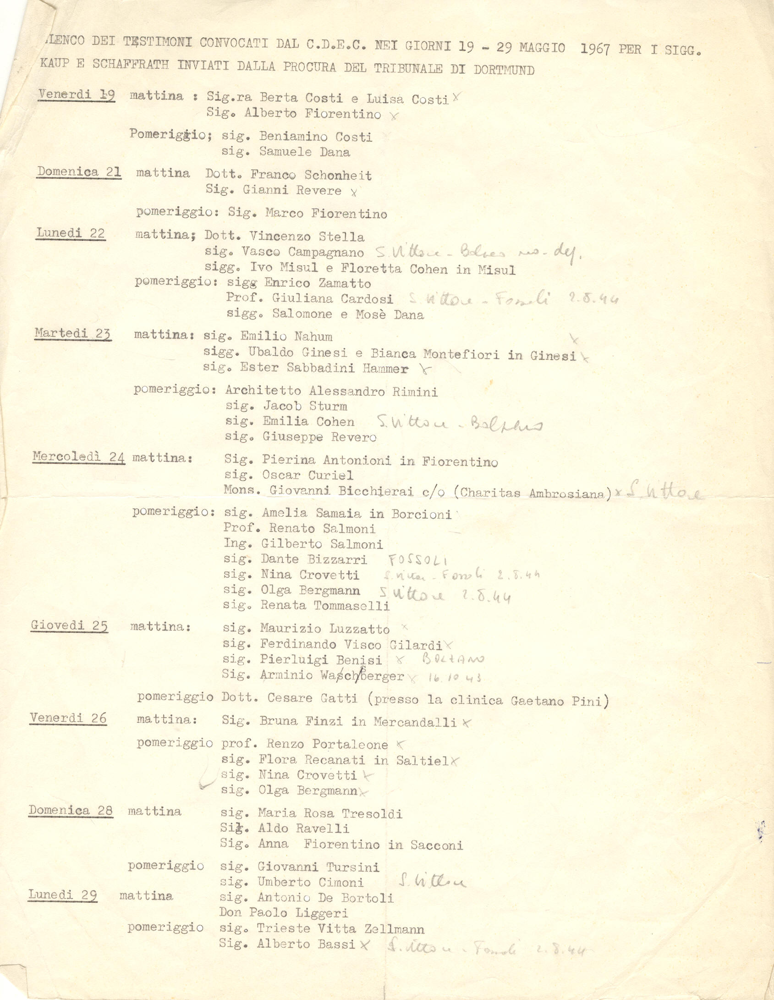 ELENCO DEI TESTIMONI CONVOCATI DAL C.D.E.C. NEI GIORNI 19 - 29 MAGGIO 1967 PER I SIGG.
KAUP E SCHAFFRATH INVIATI DALLA PROCURA DEL TRIBUNALE DI DORTMUND
Venerdi 19 mattina : Sig.ra Berta Costi e Luisa Costi x
Sig. Alberto Fiorentino x
Pomeriggio; sig. Beniamino Costi
sig. Samuele Dana
Domenica 21 mattina Dott. Franco Schonheit
Sig. Gianni Revere x
pomeriggio: Sig. Marco Fiorentino
Lunedi 22 mattina; Dott. Vincenzo Stella
sig. Vasco Campagnano S. Vittore - no - dep.
sigg. Ivo Misul e Floretta Cohen in Misul
pomeriggio: sigg Enrico Zamatto
Prof. Giuliana Cardosi S. Vittore - Fossoli 2.8.44
sigg. Salomone e Mosè Dana
Martedi 23 mattina: sig. Emilio Nahum x
sigg. Ubaldo Ginesi e Bianca Montefiori in Ginesi x
sig. Ester Sabbadini Hammer x
pomeriggio: Architetto Alessandro Rimini
sig. Jacob Sturm
sig. Emilia Cohen S. Vittore - Bolzano
sig. Giuseppe Revero
Mercoledì 24 mattina: Sig. Pierina Antonioni in Fiorentino
sig. Oscar Curiel
Mons. Giovanni Bicchierai c/o (Charitas Ambrosiana) x S. Vittore
pomeriggio: sig. Amelia Samaia in Borcioni
Prof. Renato Salmoni
Ing. Gilberto Salmoni
sig. Dante Bizzarri FOSSOLI
sig. Nina Crovetti S. Vittore - Fossoli 2.8.44
sig. Olga Bergmann S. Vittore 2.8.44
sig. Renata Tommaselli
Giovedi 25 mattina: sig. Maurizio Luzzatto x
sig. Ferdinando Visco Gilardi x
sig. Pierluigi Benisi x BOLZANO
Sig. Arminio Waschberger x 16.10 43
pomeriggio Dott. Cesare Gatti (presso la clinica Gaetano Pini)
Venerdi 26 mattina: Sig. Bruna Finzi in Mercandalli x
pomeriggio prof. Renzo Portaleone x
sig. Flora Recanati in Saltiel x
sig. Nina Crovetti x
sig. Olga Bergmann x
Domenica 28 mattina sig. Maria Rosa Tresoldi
Sig. Aldo Ravelli
Sig. Anna Fiorentino in Sacconi
pomeriggio sig. Giovanni Tursini
sig. Umberto Cimoni S. Vittore
Lunedi 29 mattina sig. Antonio De Bortoli
Don Paolo Liggeri
pomeriggio sig. Trieste Vitta Zellmann
Sig. Alberto Bassi x S. Vittore - Fossoli 2.8.44